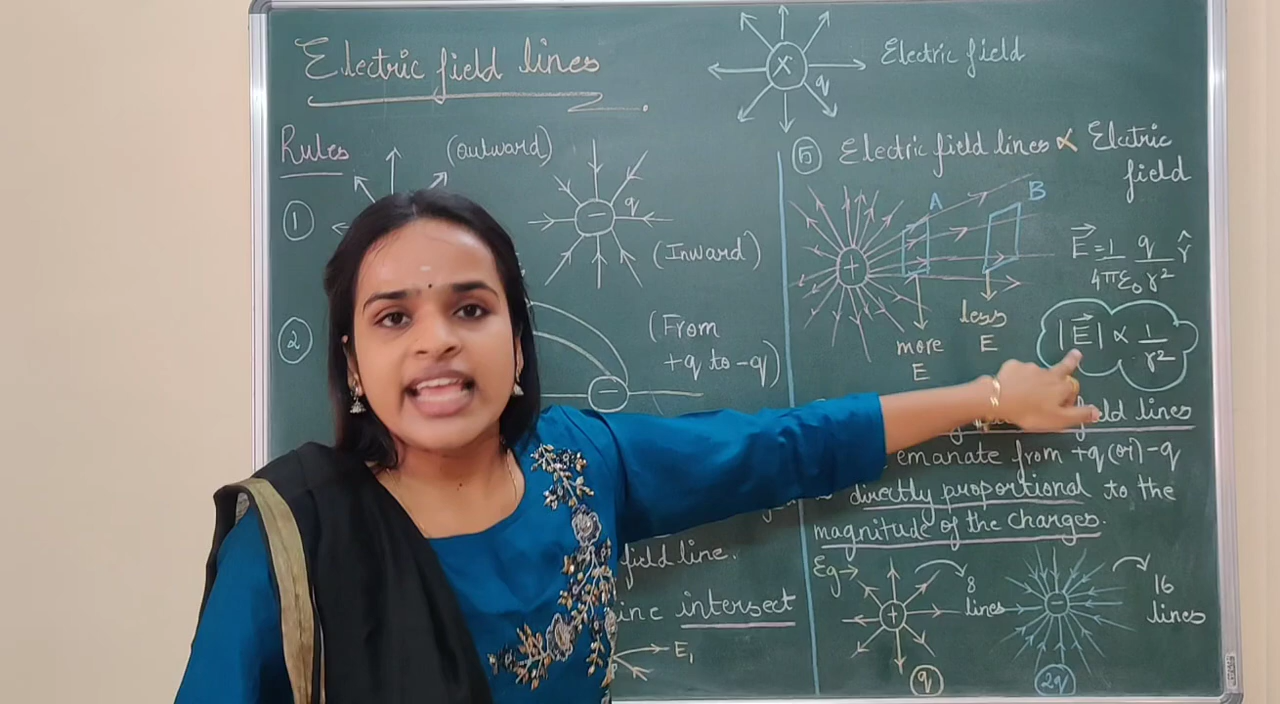 Electric field lines
Rules
①
(outward)
−
q
(Inward)
②
−
(From
+q to -q)
field line.
intersect
E₁
X
q
Electric field
⑤ Electric field lines ∝ Electric
field
+
A
B
more
E
less
E
E⃗ = 1/4πε₀ q/r² r̂
|E⃗| ∝ 1/r²
field lines
emanate from +q (or) -q
directly proportional to the
magnitude of the charges.
Eg→
+
8
lines
q
−
16
lines
2q